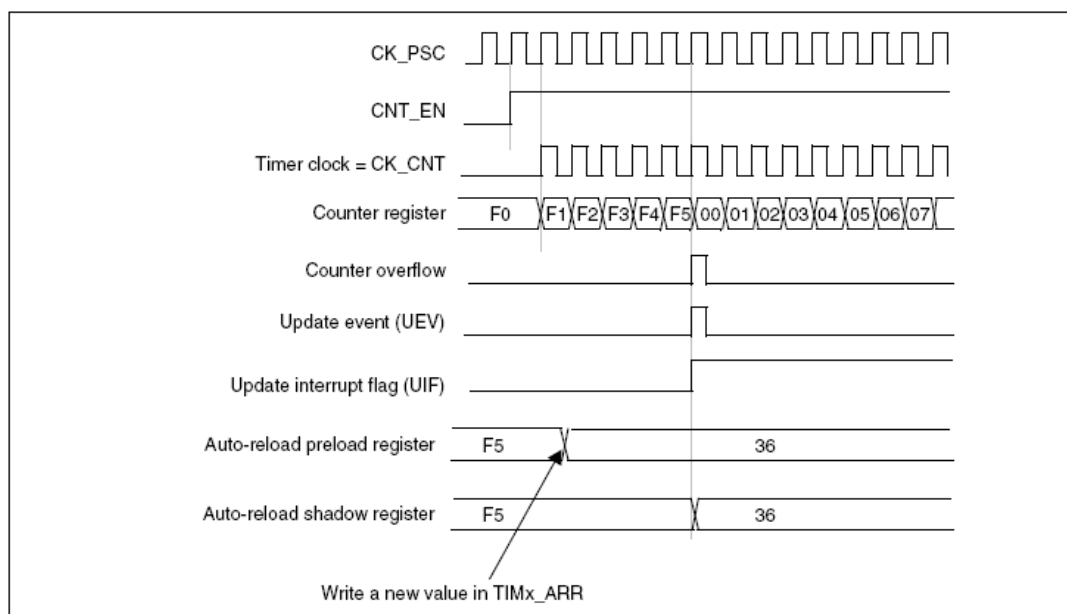 CK_PSC
CNT_EN
Timer clock = CK_CNT
Counter register F0 F1 F2 F3 F4 F5 00 01 02 03 04 05 06 07
Counter overflow
Update event (UEV)
Update interrupt flag (UIF)
Auto-reload preload register F5 36
Auto-reload shadow register F5 36
Write a new value in TIMx_ARR